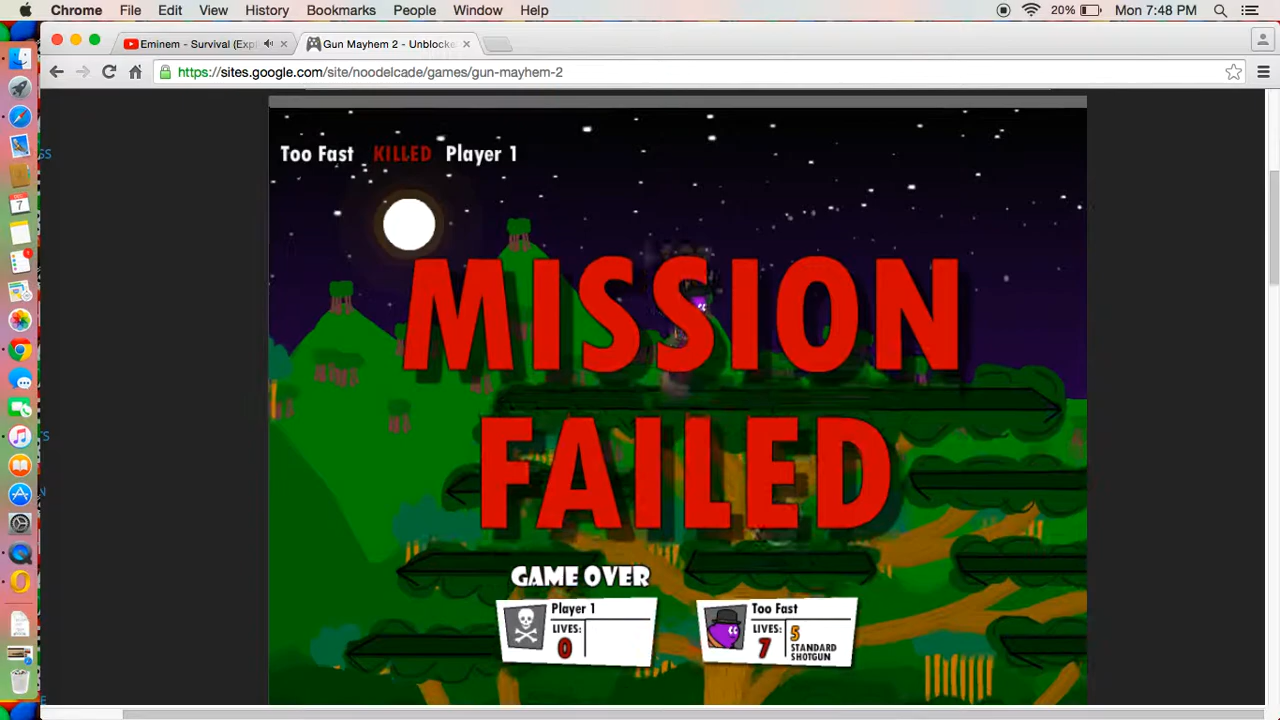 Chrome File Edit View History Bookmarks People Window Help 20% Mon 7:48 PM
Eminem - Survival (Exp Gun Mayhem 2 - Unblocke
https://sites.google.com/site/noodelcade/games/gun-mayhem-2
Too Fast KILLED Player 1
MISSION
FAILED
GAME OVER
Player 1 Too Fast
LIVES: LIVES: 5
0 7 STANDARD
SHOTGUN
7